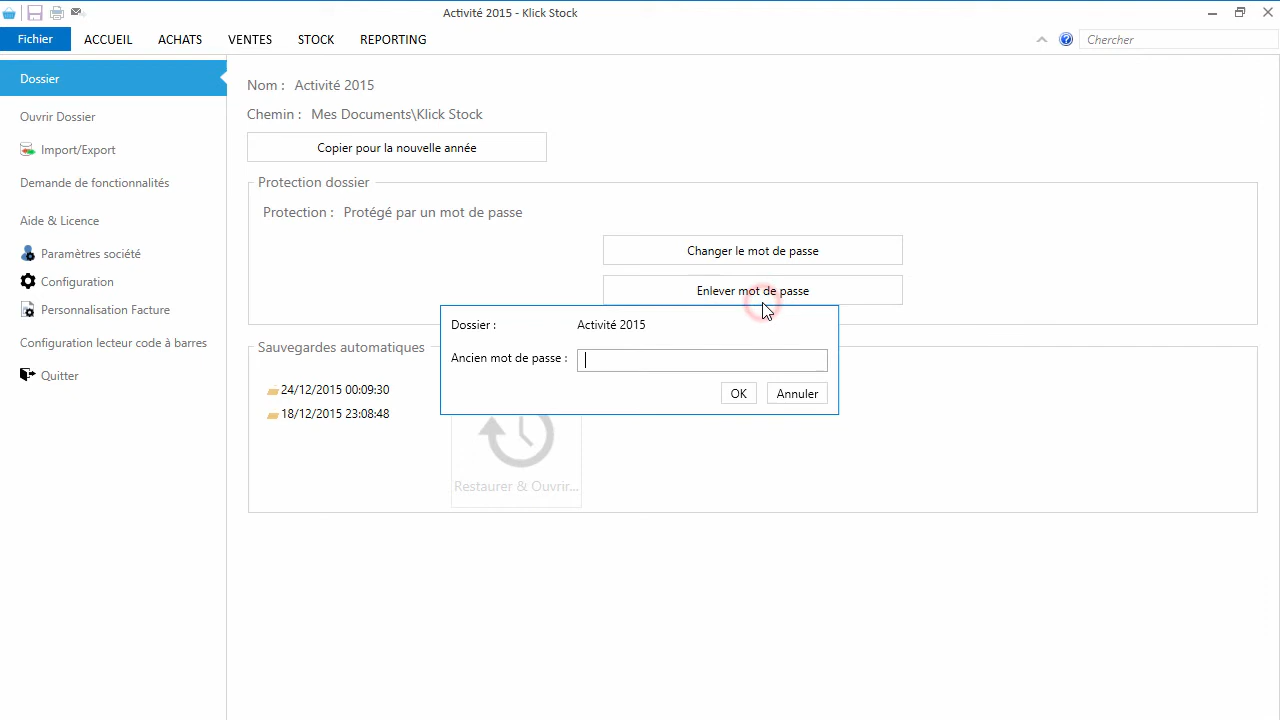 Activité 2015 - Klick Stock
Fichier ACCUEIL ACHATS VENTES STOCK REPORTING Chercher
Dossier
Ouvrir Dossier
Import/Export
Demande de fonctionnalités
Aide & Licence
Paramètres société
Configuration
Personnalisation Facture
Configuration lecteur code à barres
Quitter
Nom : Activité 2015
Chemin : Mes Documents\Klick Stock
Copier pour la nouvelle année
Protection dossier
Protection : Protégé par un mot de passe
Changer le mot de passe
Enlever mot de passe
Dossier : Activité 2015
Ancien mot de passe :
OK Annuler
Sauvegardes automatiques
24/12/2015 00:09:30
18/12/2015 23:08:48
Restaurer & Ouvrir...